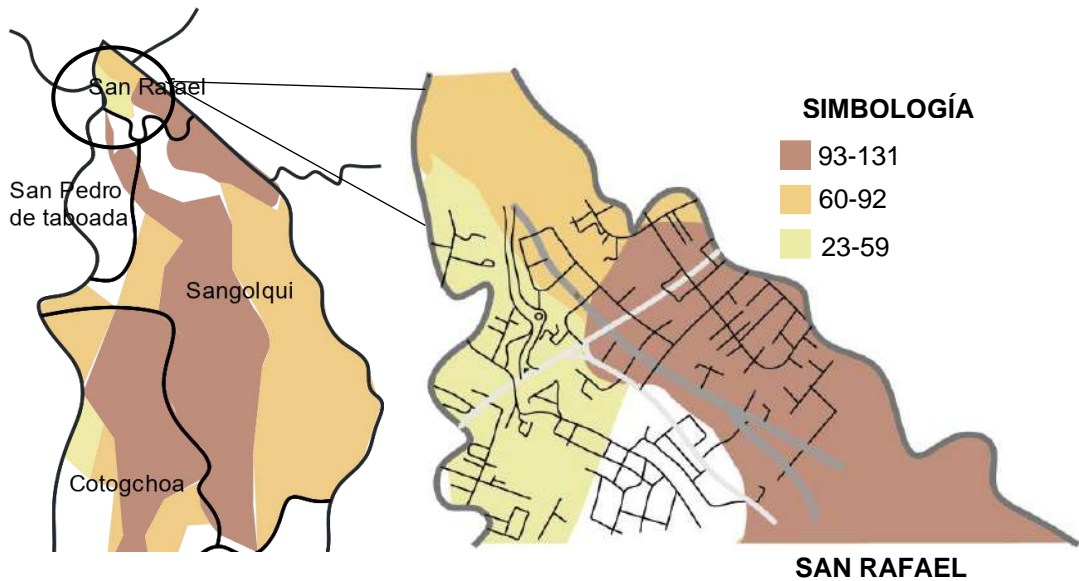 San Rafael
San Pedro
de taboada
Sangolqui
Cotogchoa
SIMBOLOGÍA
93-131
60-92
23-59
SAN RAFAEL